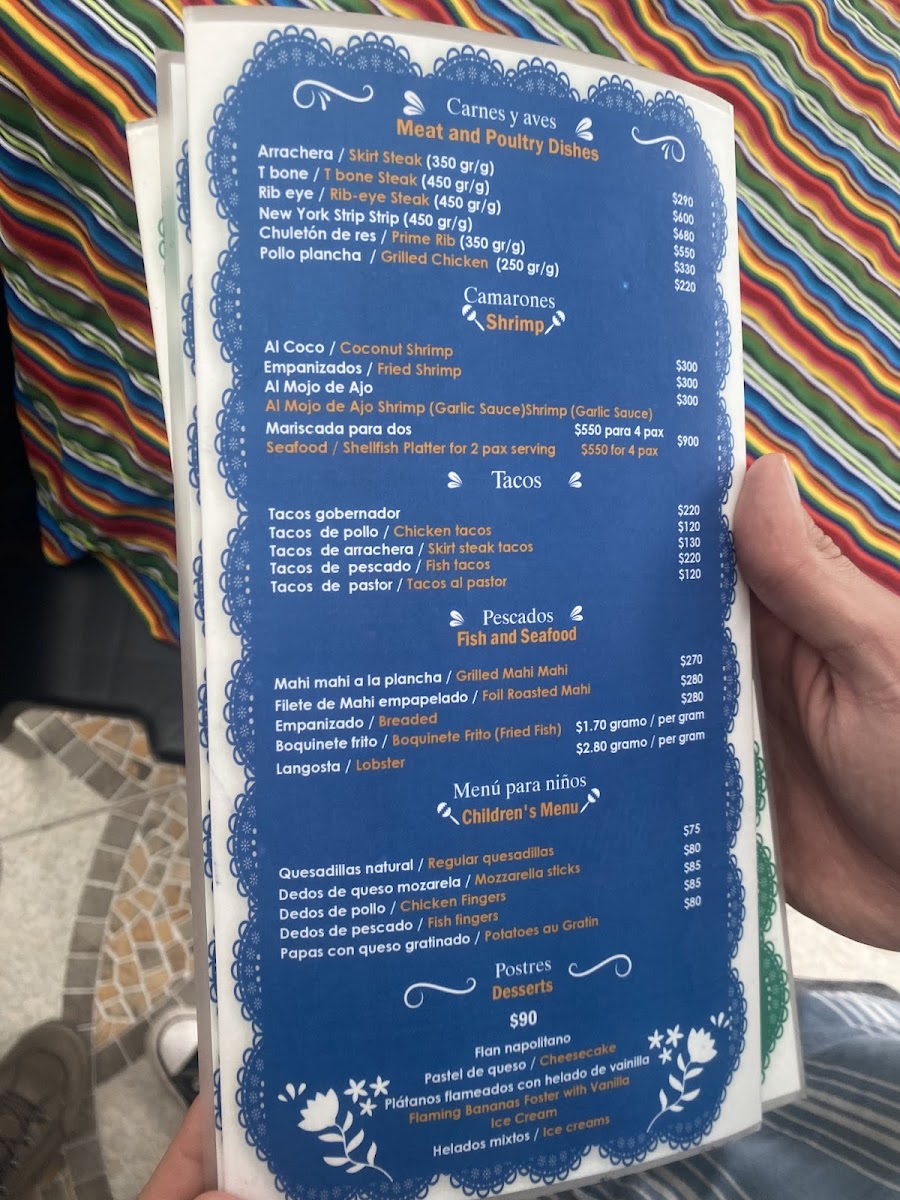 Carnes y aves
Meat and Poultry Dishes
Arrachera / Skirt Steak (350 gr/g) $290
T bone / T bone Steak (450 gr/g) $600
Rib eye / Rib-eye Steak (450 gr/g) $680
New York Strip Strip (450 gr/g) $550
Chuletón de res / Prime Rib (350 gr/g) $330
Pollo plancha / Grilled Chicken (250 gr/g) $220
Camarones
Shrimp
Al Coco / Coconut Shrimp $300
Empanizados / Fried Shrimp $300
Al Mojo de Ajo $300
Al Mojo de Ajo Shrimp (Garlic Sauce)Shrimp (Garlic Sauce)
Mariscada para dos $550 para 4 pax $900
Seafood / Shellfish Platter for 2 pax serving $550 for 4 pax
Tacos
Tacos gobernador $220
Tacos de pollo / Chicken tacos $120
Tacos de arrachera / Skirt steak tacos $130
Tacos de pescado / Fish tacos $220
Tacos de pastor / Tacos al pastor $120
Pescados
Fish and Seafood
Mahi mahi a la plancha / Grilled Mahi Mahi $270
Filete de Mahi empapelado / Foil Roasted Mahi $280
Empanizado / Breaded $280
Boquinete frito / Boquinete Frito (Fried Fish) $1.70 gramo / per gram
Langosta / Lobster $2.80 gramo / per gram
Menú para niños
Children's Menu
Quesadillas natural / Regular quesadillas $75
Dedos de queso mozarela / Mozzarella sticks $80
Dedos de pollo / Chicken Fingers $85
Dedos de pescado / Fish fingers $85
Papas con queso gratinado / Potatoes au Gratin $80
Postres
Desserts
$90
Flan napolitano
Pastel de queso / Cheesecake
Plátanos flameados con helado de vainilla
Flaming Bananas Foster with Vanilla
Ice Cream
Helados mixtos / Ice creams